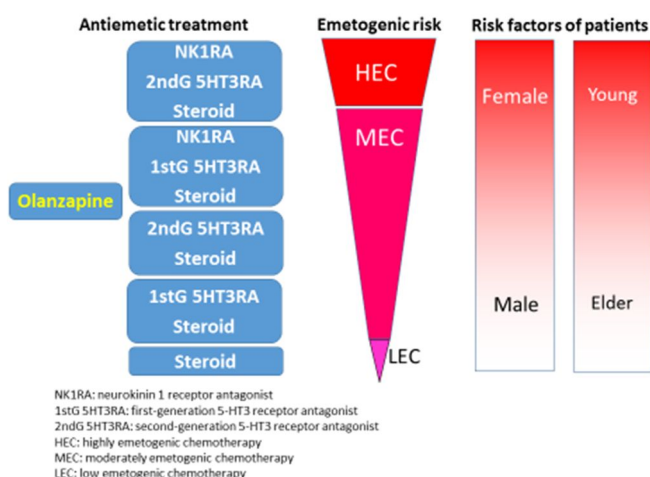 Antiemetic treatment
Emetogenic risk
Risk factors of patients
NK1RA
2ndG 5HT3RA
Steroid
NK1RA
1stG 5HT3RA
Steroid
Olanzapine
2ndG 5HT3RA
Steroid
1stG 5HT3RA
Steroid
Steroid
HEC
MEC
LEC
Female
Male
Young
Elder
NK1RA: neurokinin 1 receptor antagonist
1stG 5HT3RA: first-generation 5-HT3 receptor antagonist
2ndG 5HT3RA: second-generation 5-HT3 receptor antagonist
HEC: highly emetogenic chemotherapy
MEC: moderately emetogenic chemotherapy
LEC: low emetogenic chemotherapy